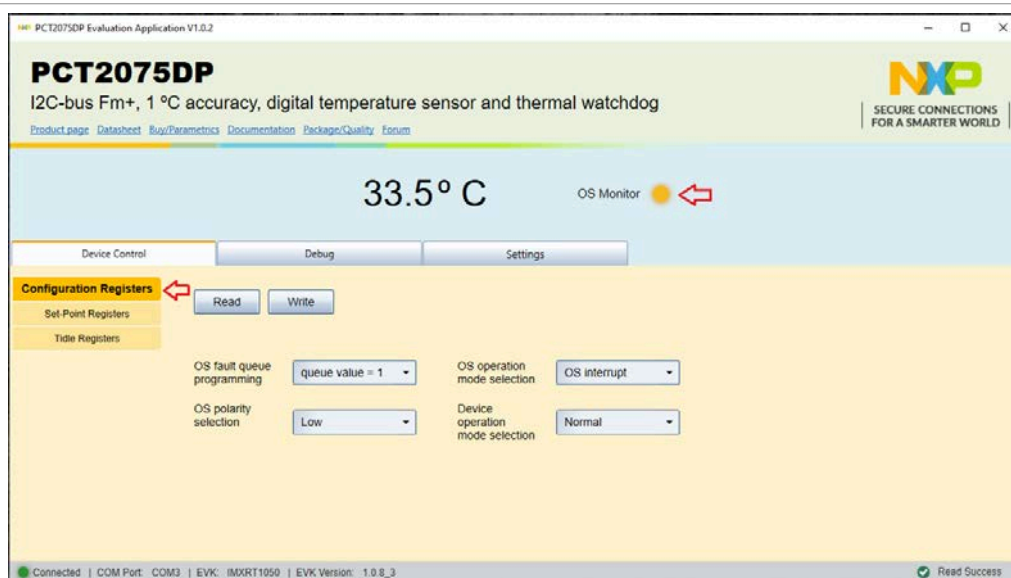 PCT2075DP Evaluation Application V1.0.2
PCT2075DP
I2C-bus Fm+, 1 ºC accuracy, digital temperature sensor and thermal watchdog
Product page Datasheet Buy/Parametrics Documentation Package/Quality Forum
NXP
SECURE CONNECTIONS
FOR A SMARTER WORLD
33.5º C
OS Monitor
Device Control
Debug
Settings
Configuration Registers
Set-Point Registers
Tidle Registers
Read
Write
OS fault queue
programming
queue value = 1
OS operation
mode selection
OS interrupt
OS polarity
selection
Low
Device
operation
mode selection
Normal
Connected | COM Port: COM3 | EVK: IMXRT1050 | EVK Version: 1.0.8_3
Read Success